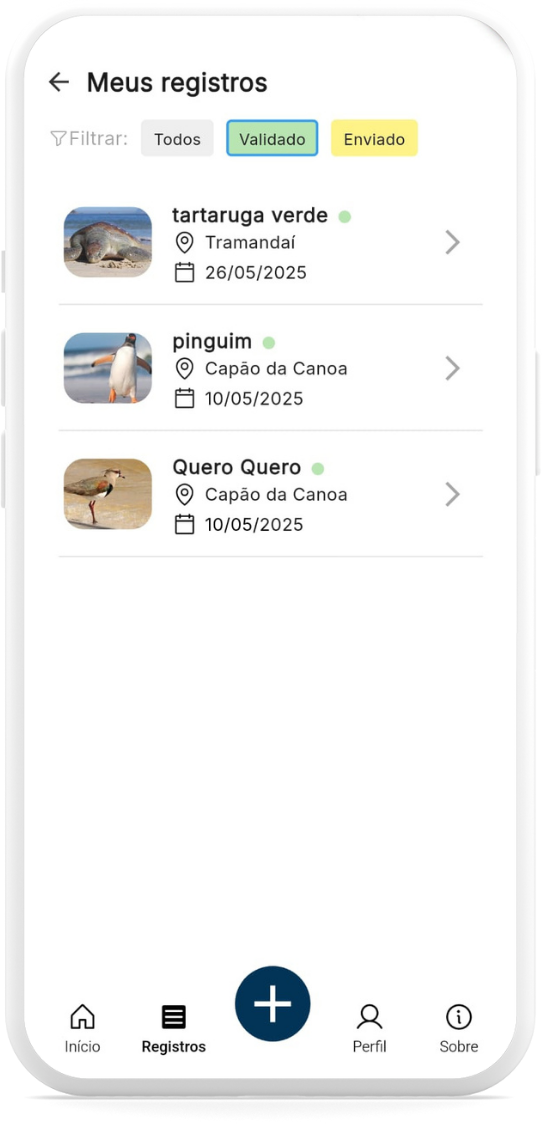 Meus registros
Filtrar: Todos Validado Enviado
tartaruga verde
Tramandaí
26/05/2025
pinguim
Capão da Canoa
10/05/2025
Quero Quero
Capão da Canoa
10/05/2025
Início Registros Perfil Sobre